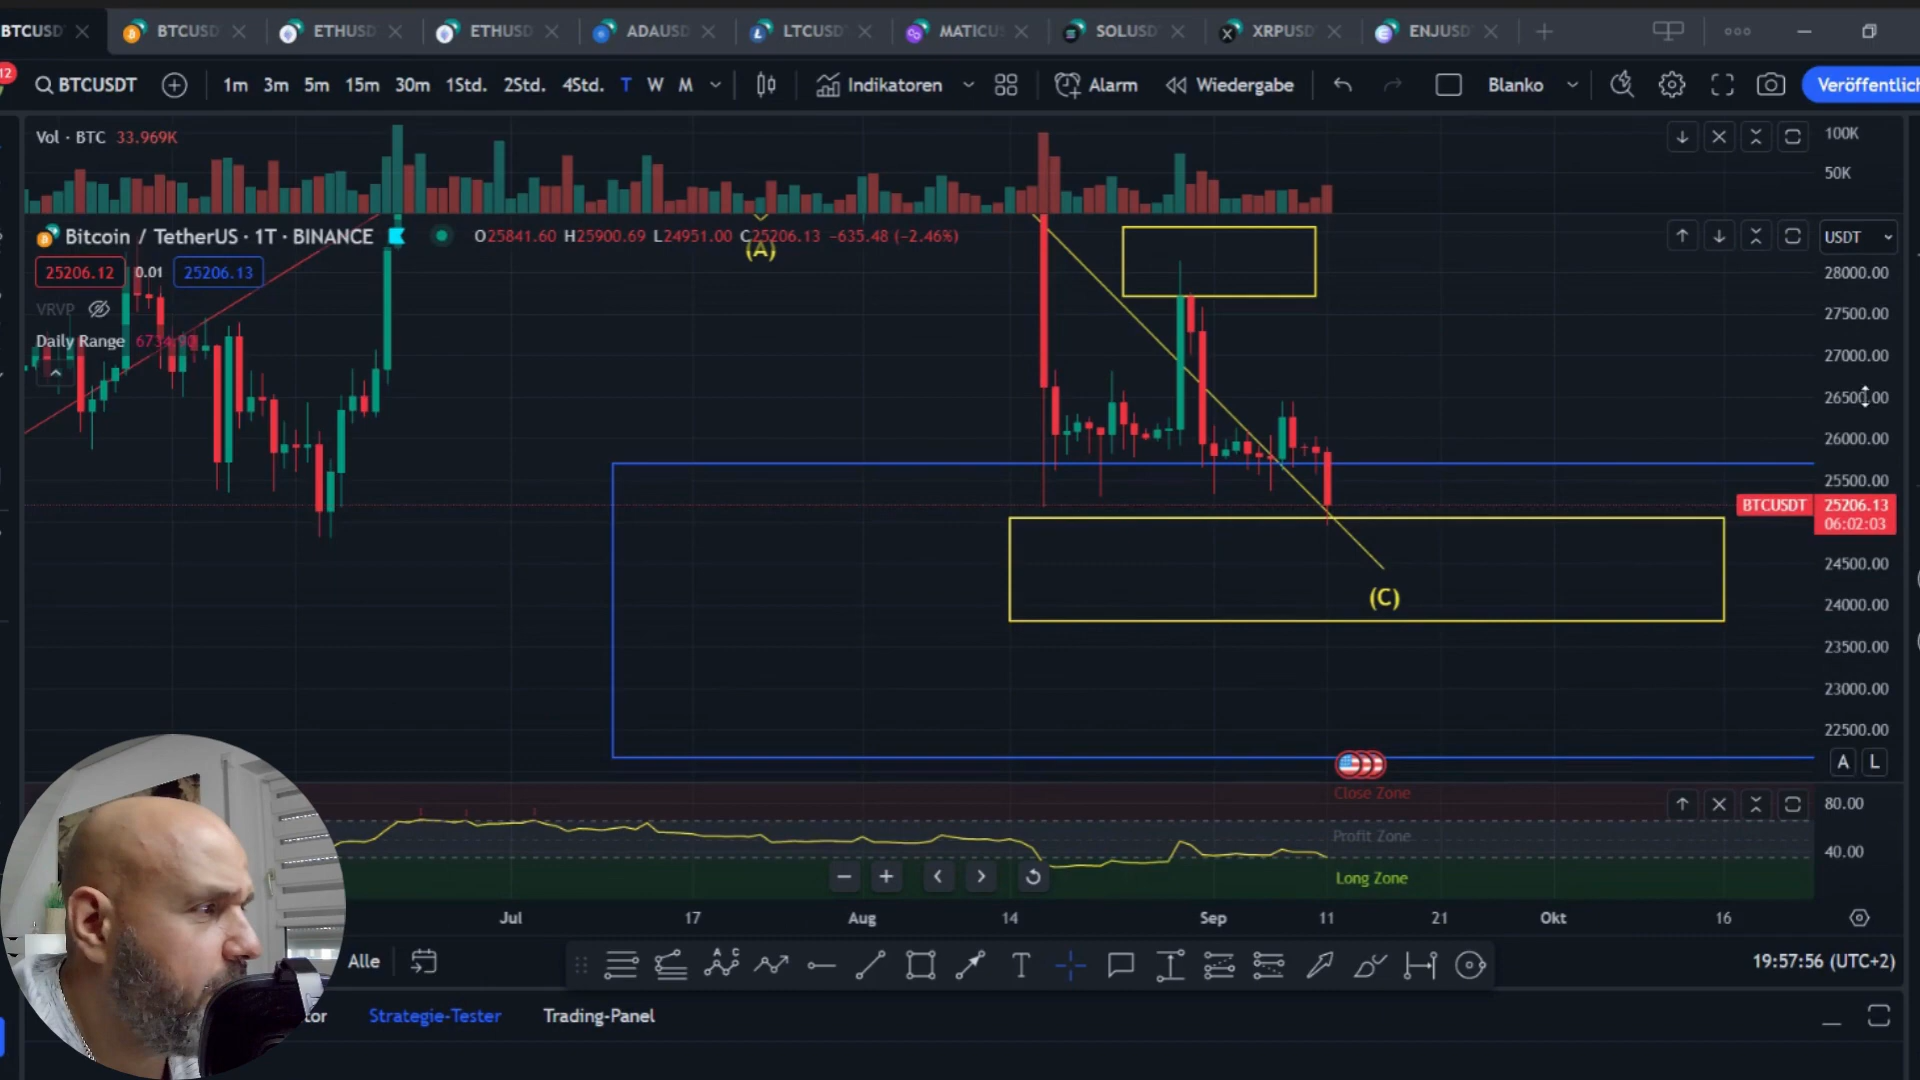 BTCUSD BTCUSD ETHUSD ETHUSD ADAUSD LTCUSD MATICUS SOLUSD XRPUSD ENJUSD
12 BTCUSDT 1m 3m 5m 15m 30m 1Std. 2Std. 4Std. T W M Indikatoren Alarm Wiedergabe Blanko Veröffentlich
Vol · BTC 33.969K
100K
50K
Bitcoin / TetherUS · 1T · BINANCE O25841.60 H25900.69 L24951.00 C25206.13 −635.48 (−2.46%)
USDT
(A)
25206.12 0.01 25206.13
28000.00
VRVP
27500.00
Daily Range 6734.90
27000.00
26500.00
26000.00
25500.00
BTCUSDT 25206.13
06:02:03
24500.00
(C)
24000.00
23500.00
23000.00
22500.00
A L
Close Zone
80.00
Profit Zone
40.00
Long Zone
Jul 17 Aug 14 Sep 11 21 Okt 16
Alle
A C
T
19:57:56 (UTC+2)
tor Strategie-Tester Trading-Panel